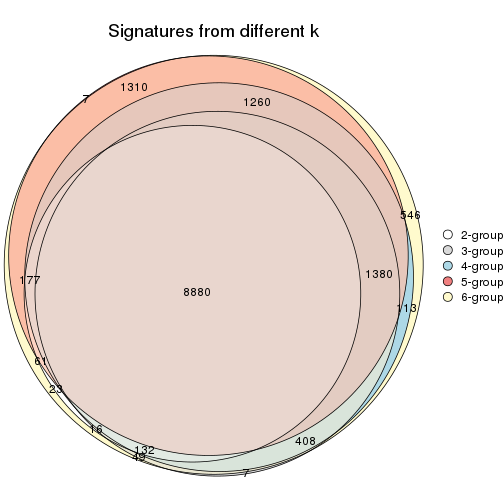 Signatures from different k
7
1310
1260
546
177
8880
1380
113
61
23
16
132
49
408
7
2-group
3-group
4-group
5-group
6-group